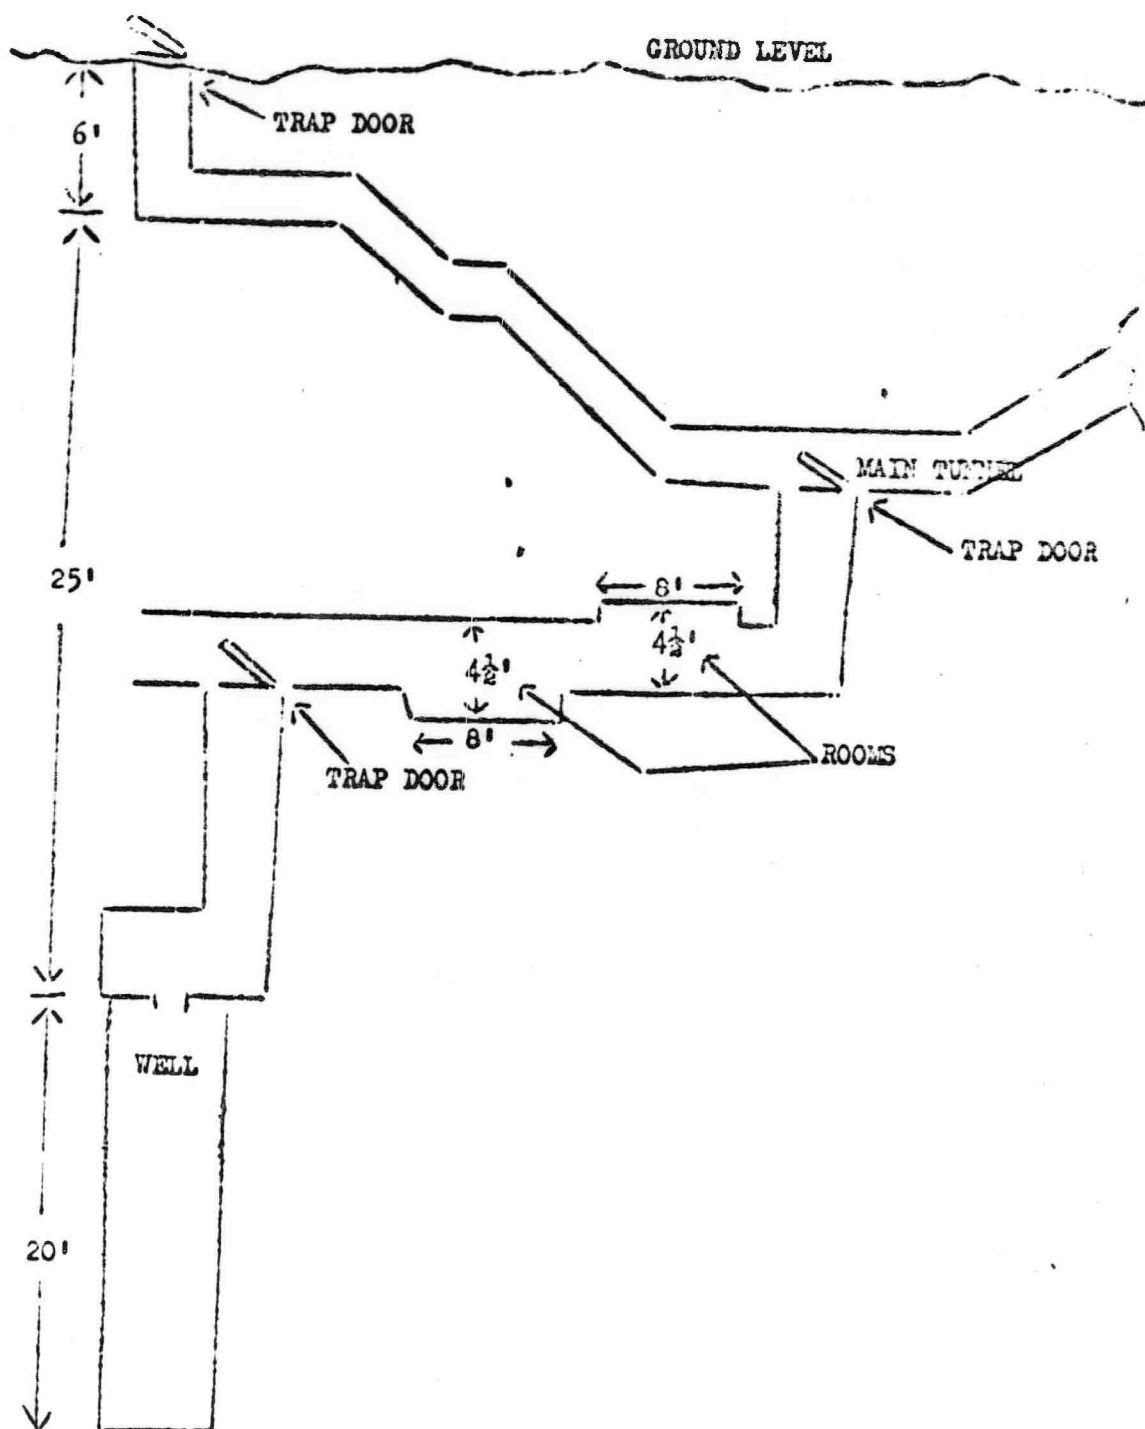 GROUND LEVEL
TRAP DOOR
6'
MAIN TUNNEL
TRAP DOOR
25'
8'
4½'
4½'
8'
ROOMS
TRAP DOOR
WELL
20'